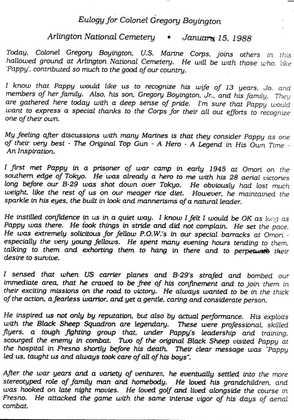 Eulogy for Colonel Gregory Boyington
Arlington National Cemetery • January 15, 1988
Today, Colonel Gregory Boyington, U.S. Marine Corps, joins others in this
hallowed ground at Arlington National Cemetery. He will be with those who, like
"Pappy", contributed so much to the good of our country.
I know that Pappy would like us to recognize his wife of 13 years, Jo, and
members of her family. Also, his son, Gregory Boyington, Jr., and his family. They
are gathered here today with a deep sense of pride. I'm sure that Pappy would
want to express a special thanks to the Corps for their all out efforts to recognize
one of their own.
My feeling after discussions with many Marines is that they consider Pappy as one
of their very best - The Original Top Gun - A Hero - A Legend in His Own Time -
An Inspiration.
I first met Pappy in a prisoner of war camp in early 1945 at Omori on the
southern edge of Tokyo. He was already a hero to me with his 28 aerial victories
long before our B-29 was shot down over Tokyo. He obviously had lost much
weight, like the rest of us on our meager rice diet. However, he maintained the
sparkle in his eyes, the built in look and mannerisms of a natural leader.
He instilled confidence in us in a quiet way. I know I felt I would be OK as long as
Pappy was there. He took things in stride and did not complain. He set the pace.
He was extremely solicitous for fellow P.O.W.'s in our special barracks at Omori -
especially the very young fellows. He spent many evening hours tending to them,
talking to them and exhorting them to hang in there and to perpetuate their
desire to survive.
I sensed that when US carrier planes and B-29's strafed and bombed our
immediate area, that he craved to be free of his confinement and to join them in
their exciting missions on the road to victory. He always wanted to be in the thick
of the action, a fearless warrior, and yet a gentle, caring and considerate person.
He inspired us not only by reputation, but also by actual performance. His exploits
with the Black Sheep Squadron are legendary. These were professional, skilled
flyers, a tough fighting group that, under Pappy's leadership and training,
scourged the enemy in combat. Two of the original Black Sheep visited Pappy at
the hospital in Fresno shortly before his death. Their clear message was "Pappy
led us, taught us and always took care of all of his boys".
After the war years and a variety of ventures, he eventually settled into the more
stereotyped role of family man and homebody. He loved his grandchildren, and
was hooked on late night movies. He loved golf and lived alongside the course in
Fresno. He attacked the game with the same intense vigor of his days of aerial
combat.